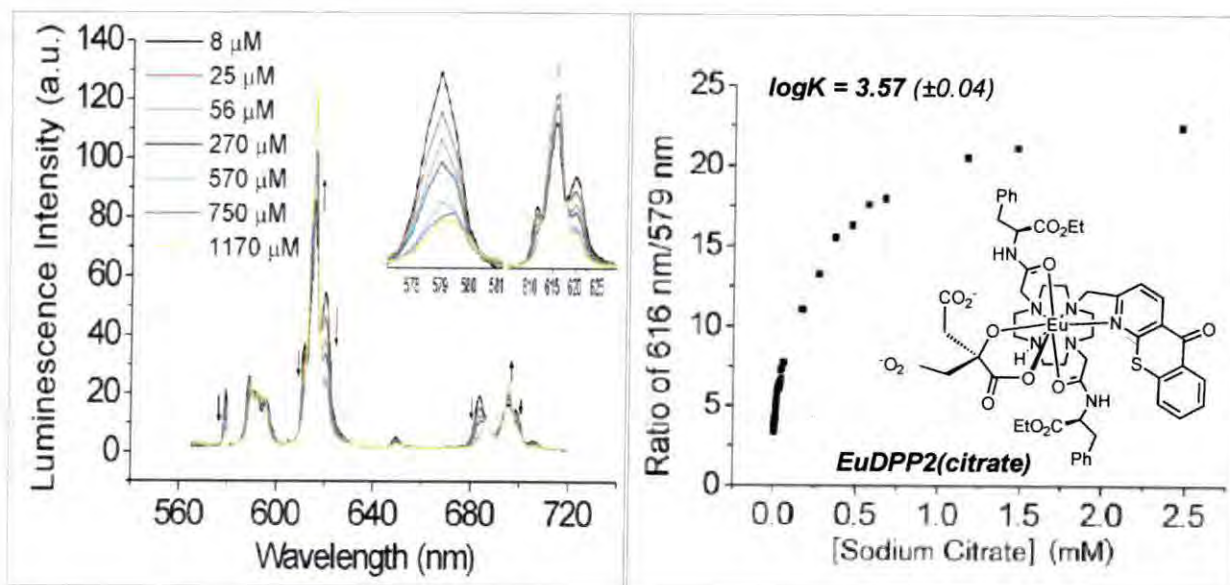 140
120
100
80
60
40
20
0
Luminescence Intensity (a.u.)
8 μM
25 μM
56 μM
270 μM
570 μM
750 μM
1170 μM
578 579 580 581
610 615 620 625
560 600 640 680 720
Wavelength (nm)
25
20
15
10
5
0
Ratio of 616 nm/579 nm
logK = 3.57 (±0.04)
Ph
CO₂Et
HN
O
CO₂⁻
N
N
Eu
N
O
O
N
H
N
N
S
⁻O₂
O
O
O
NH
EtO₂C
Ph
EuDPP2(citrate)
0.0 0.5 1.0 1.5 2.0 2.5
[Sodium Citrate] (mM)